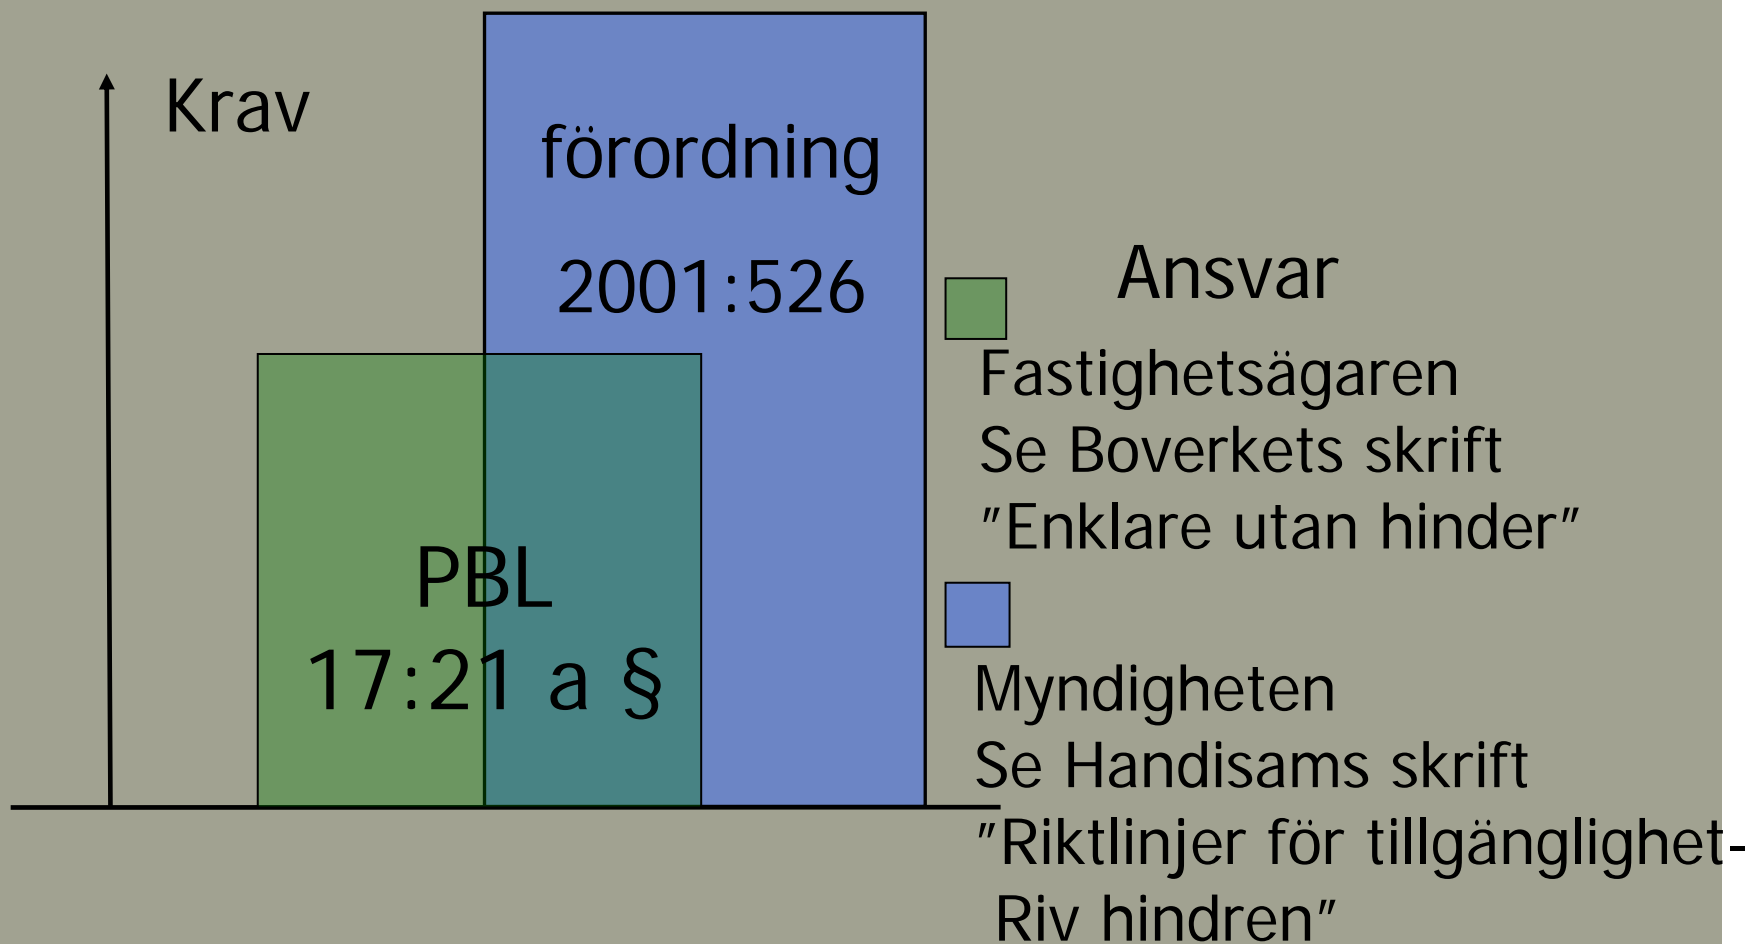 Krav
förordning
2001:526
PBL
17:21 a §
Ansvar
Fastighetsägaren
Se Boverkets skrift
”Enklare utan hinder”
Myndigheten
Se Handisams skrift
”Riktlinjer för tillgänglighet-
Riv hindren”